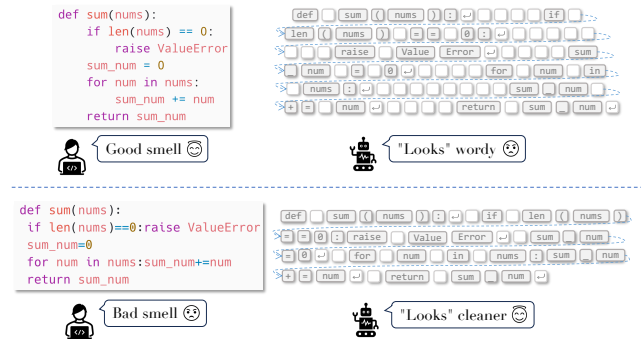 def sum(nums):
if len(nums) == 0:
raise ValueError
sum_num = 0
for num in nums:
sum_num += num
return sum_num
Good smell
def sum ( nums ) : ↵ if
len ( nums ) = = 0 : ↵
raise Value Error ↵ sum
_ num = 0 ↵ for num in
nums : ↵ sum _ num
+ = num ↵ return sum _ num ↵
"Looks" wordy
def sum(nums):
if len(nums)==0:raise ValueError
sum_num=0
for num in nums:sum_num+=num
return sum_num
Bad smell
def sum ( nums ) : ↵ if len ( nums )
= = 0 : raise Value Error ↵ sum _ num
= 0 ↵ for num in nums : sum _ num
+ = num ↵ return sum _ num ↵
"Looks" cleaner